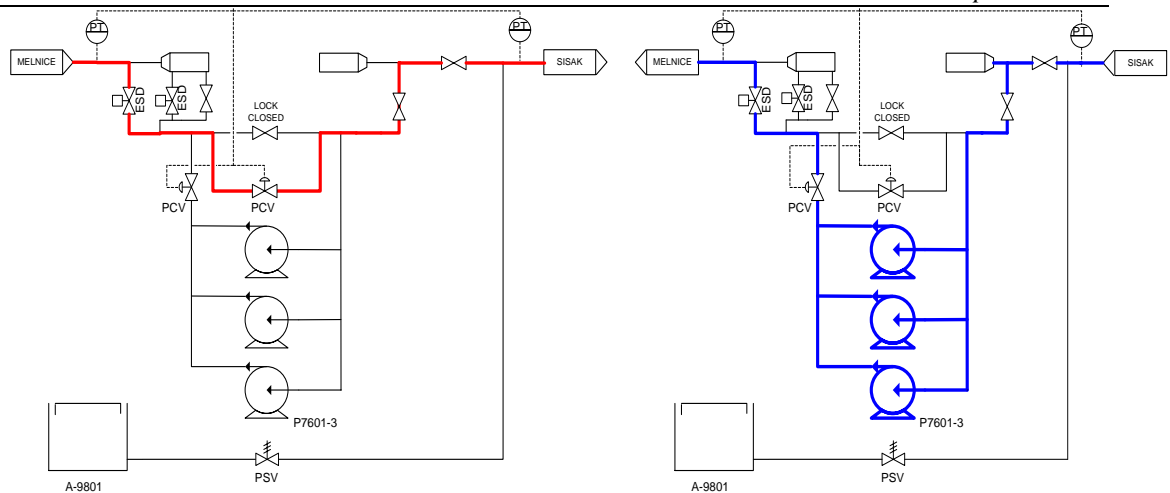 PT
PT
MELNICE
SISAK
ESD
ESD
LOCK
CLOSED
PCV
PCV
P7601-3
A-9801
PSV
PT
PT
MELNICE
SISAK
ESD
ESD
LOCK
CLOSED
PCV
PCV
P7601-3
A-9801
PSV